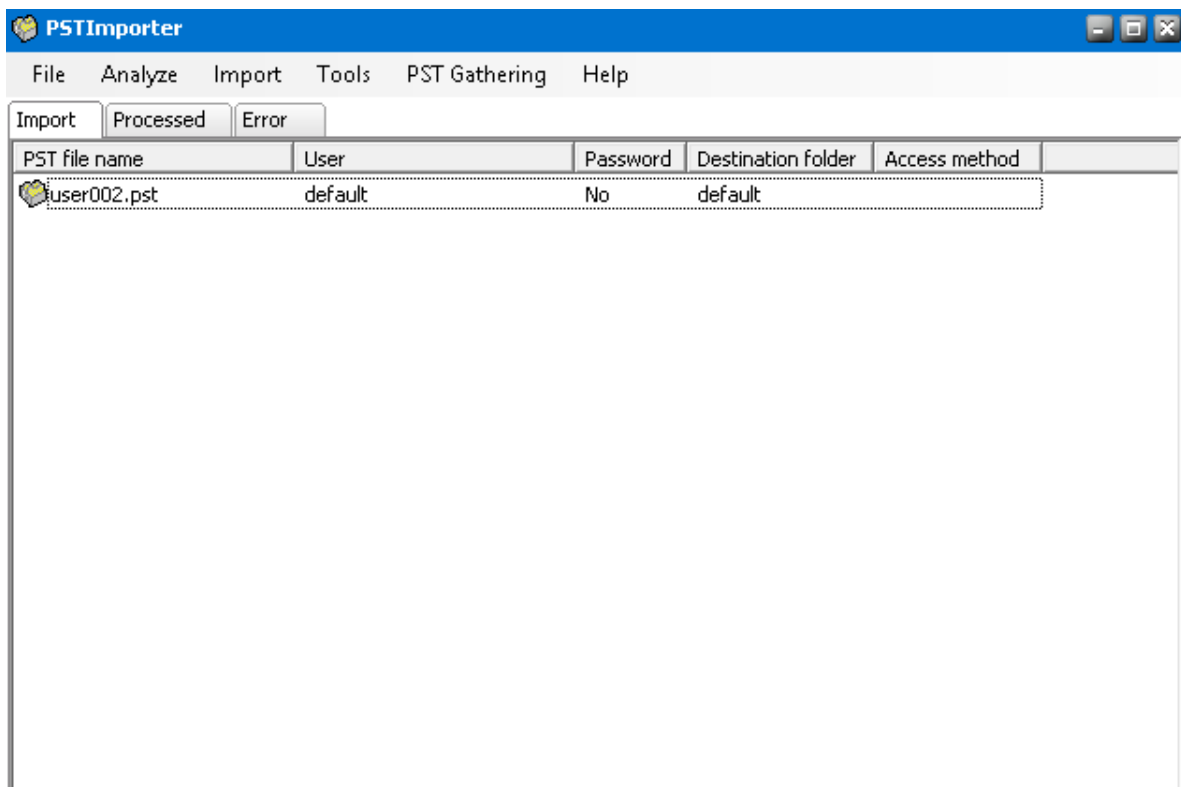 PSTImporter
File Analyze Import Tools PST Gathering Help
Import Processed Error
PST file name User Password Destination folder Access method
user002.pst default No default